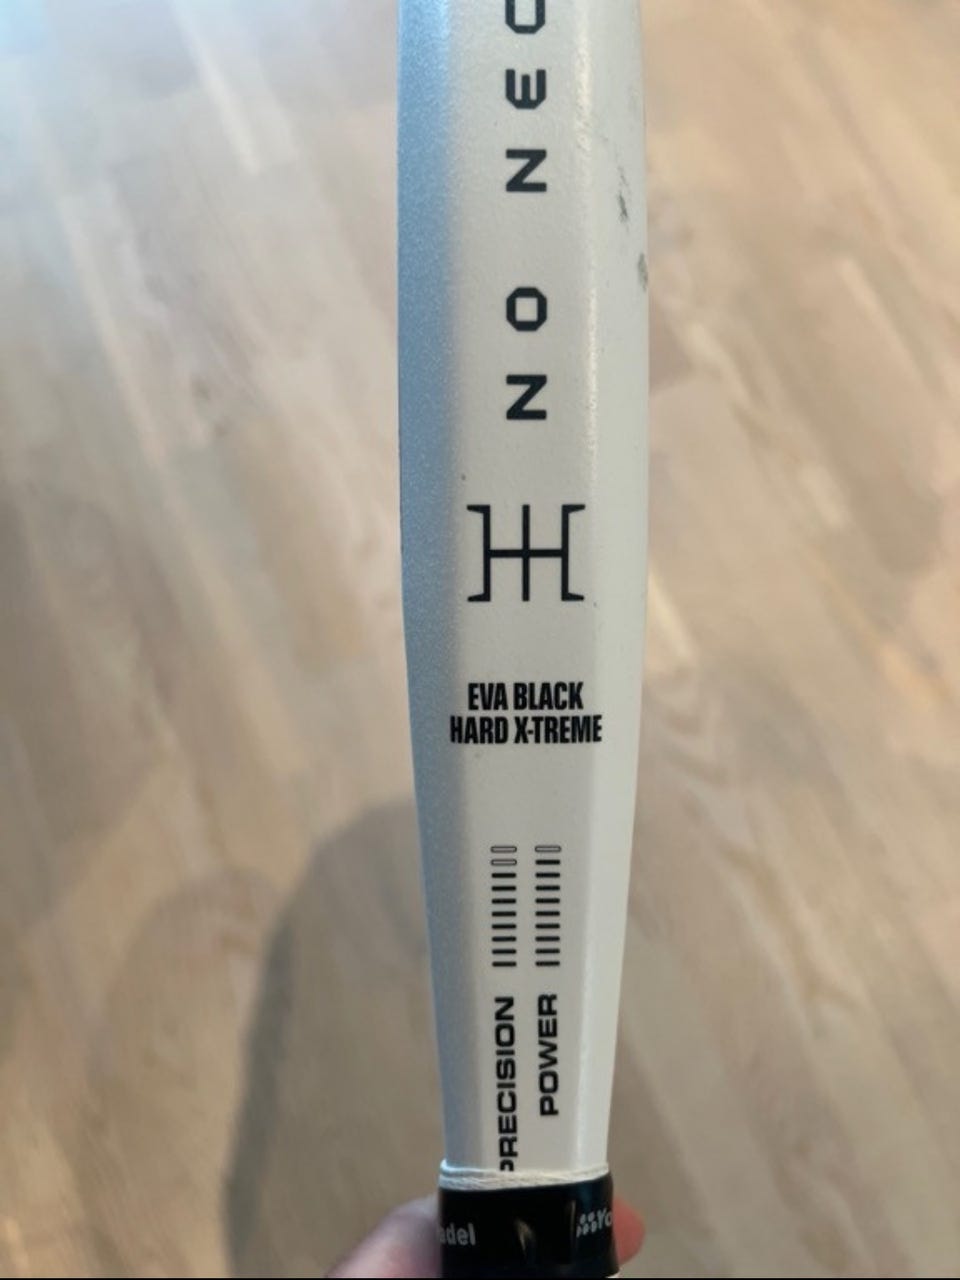 NO
EVA BLACK
HARD X-TREME
PRECISION
POWER